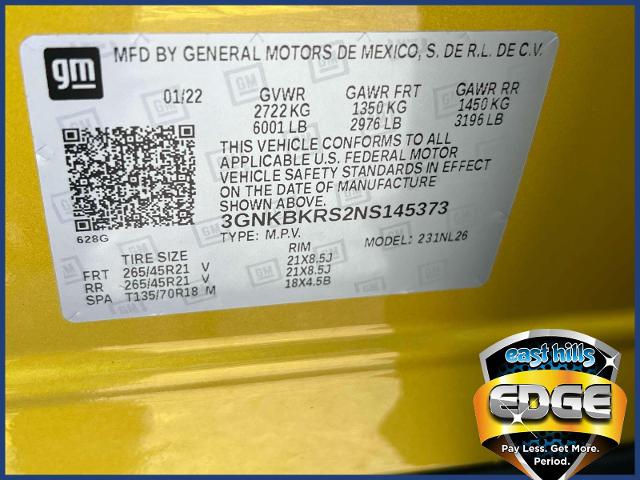 gm
MFD BY GENERAL MOTORS DE MEXICO, S. DE R.L. DE C.V.
01/22 GVWR GAWR FRT GAWR RR
2722 KG 1350 KG 1450 KG
6001 LB 2976 LB 3196 LB
THIS VEHICLE CONFORMS TO ALL
APPLICABLE U.S. FEDERAL MOTOR
VEHICLE SAFETY STANDARDS IN EFFECT
ON THE DATE OF MANUFACTURE
3GNKBKRS2NS145373
628G
TYPE: M.P.V. MODEL: 231NL26
TIRE SIZE RIM
FRT 265/45R21 V 21X8.5J
RR 265/45R21 V 21X8.5J
SPA T135/70R18 M 18X4.5B
east hills
EDGE
Pay Less. Get More.
Period.